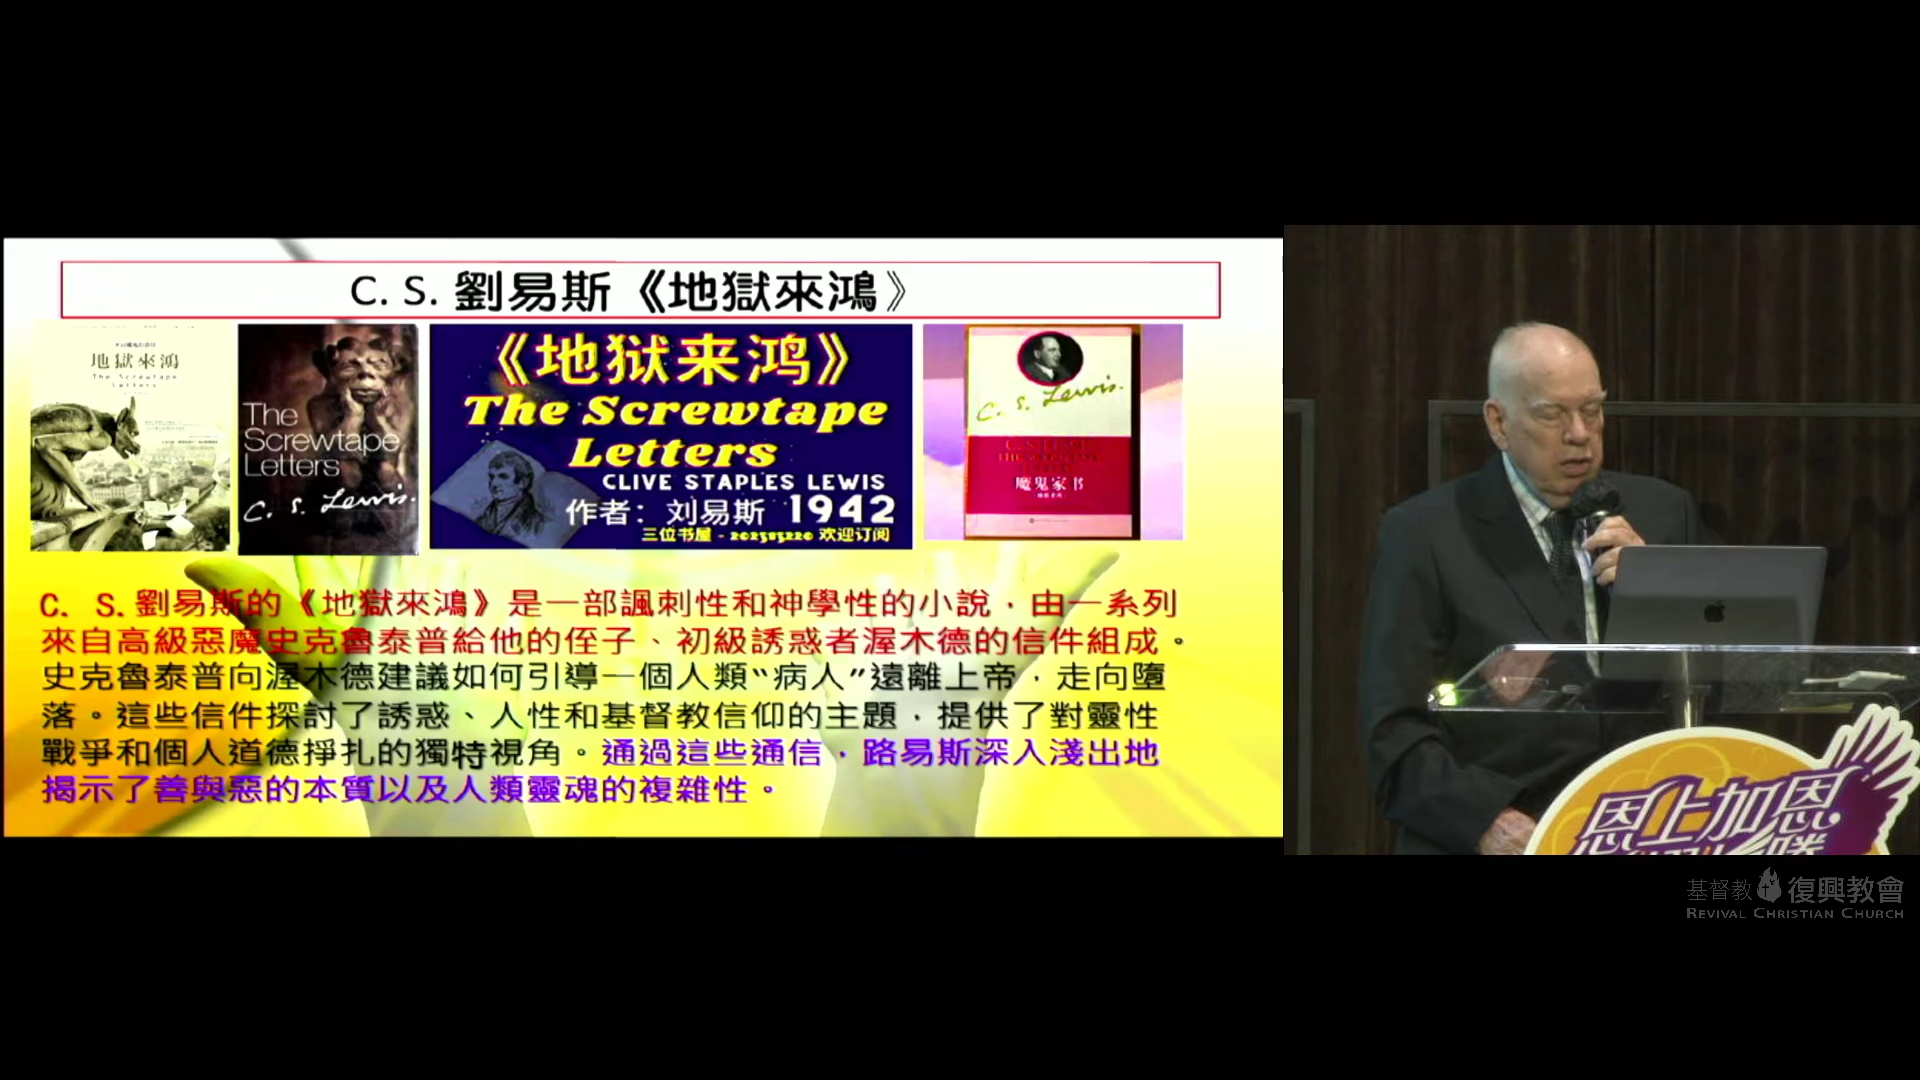 C. S. 劉易斯《地獄來鴻》
地獄來鴻
The Screwtape
Letters
The
Screwtape
Letters
C. S. Lewis.
《地狱来鸿》
The Screwtape
Letters
CLIVE STAPLES LEWIS
作者：刘易斯 1942
三位书屋 - 202383220 欢迎订阅
C. S. Lewis.
魔鬼家书
C. S. 劉易斯的《地獄來鴻》是一部諷刺性和神學性的小說，由一系列
來自高級惡魔史克魯泰普給他的侄子、初級誘惑者渥木德的信件組成。
史克魯泰普向渥木德建議如何引導一個人類“病人”遠離上帝，走向墮
落。這些信件探討了誘惑、人性和基督教信仰的主題，提供了對靈性
戰爭和個人道德掙扎的獨特視角。通過這些通信，路易斯深入淺出地
揭示了善與惡的本質以及人類靈魂的複雜性。
恩上加恩
基督教 復興教會
REVIVAL CHRISTIAN CHURCH